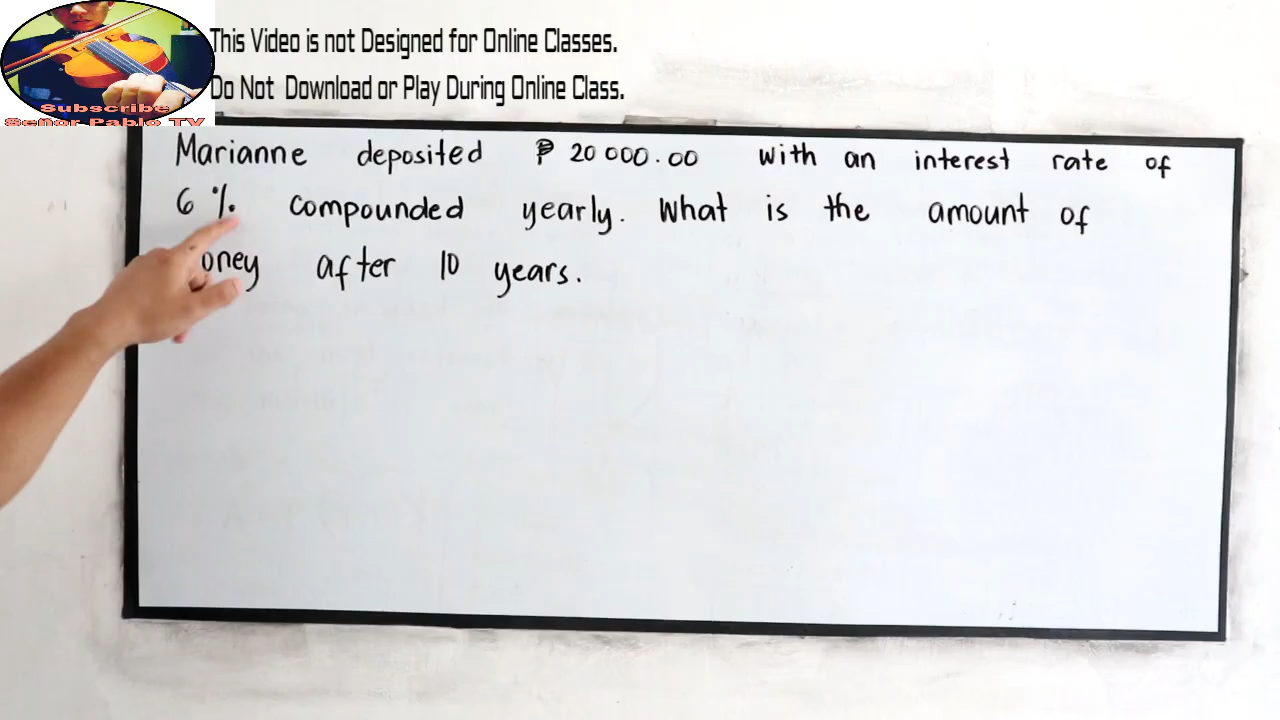 This Video is not Designed for Online Classes.
Do Not Download or Play During Online Class.
Subscribe
Señor Pablo TV
Marianne deposited ₱ 20 000.00 with an interest rate of
6 % compounded yearly. What is the amount of
oney after 10 years.